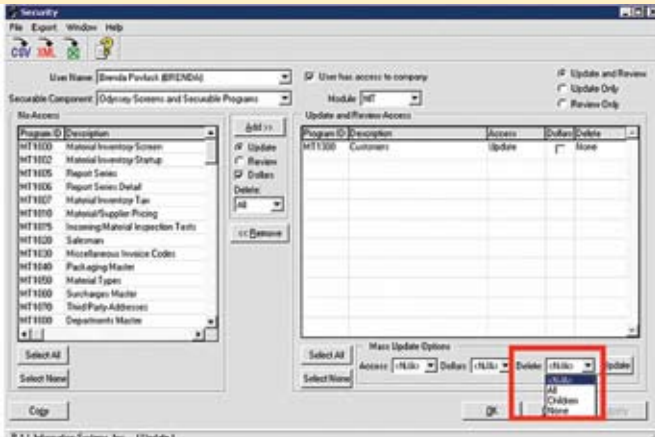 Security
File Export Window Help
CSV XML
User Name: Brenda Povlock (BRENDA)
User has access to company
Update and Review
Update Only
Review Only
Securable Component: Odyssey Screens and Securable Programs
Module: MT
No Access
Update and Review Access
Program ID Description
MT1000 Material Inventory Screen
MT1002 Material Inventory Startup
MT1005 Report Series
MT1006 Report Series Detail
MT1007 Material Inventory Tax
MT1010 Material/Supplier Pricing
MT1015 Incoming Material Inspection Tests
MT1020 Salesman
MT1030 Miscellaneous Invoice Codes
MT1040 Packaging Master
MT1050 Material Types
MT1060 Surcharges Master
MT1070 Third Party Addresses
MT1080 Departments Master
Add >>
Update
Review
Dollars
Delete:
All
<< Remove
Program ID Description Access Dollars Delete
MT1300 Customers Update None
Select All
Select None
Mass Update Options
Select All
Select None
Access <N/A> Dollars <N/A> Delete <N/A> Update
<N/A>
All
Children
None
Copy
OK